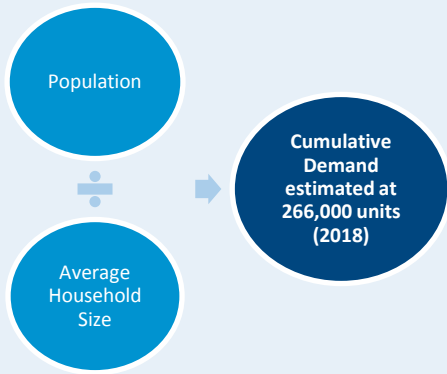 Population
÷
Average
Household
Size
Cumulative
Demand
estimated at
266,000 units
(2018)